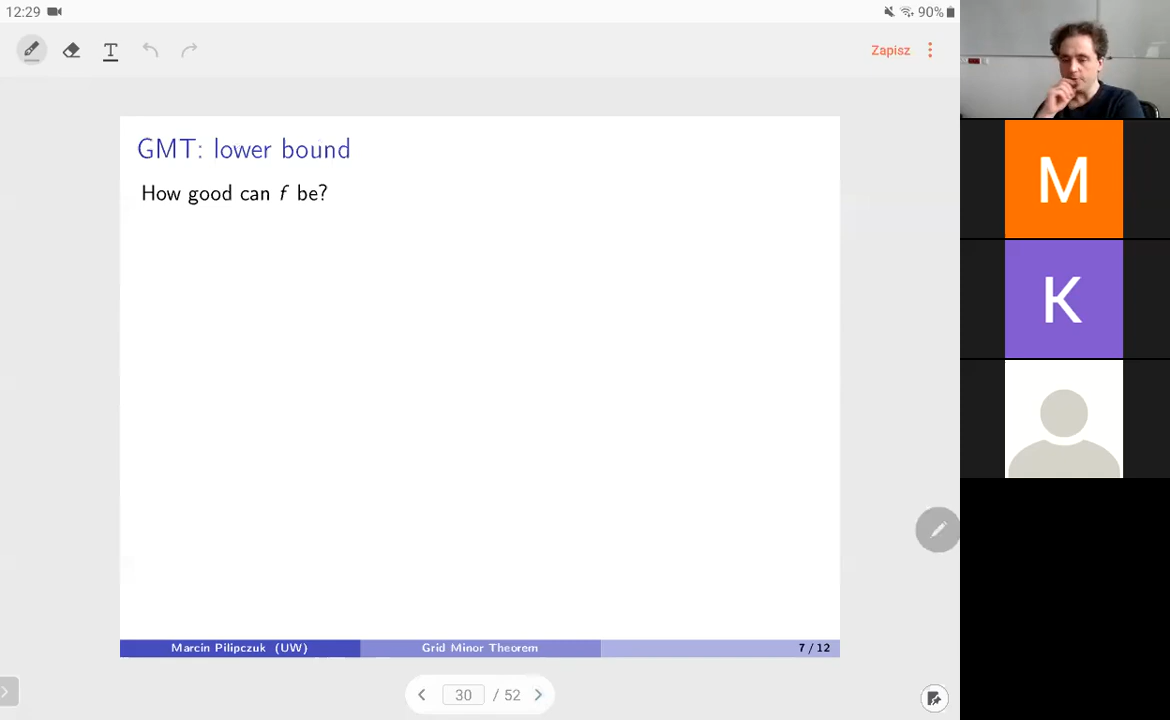 12:29 90%
T
Zapisz
GMT: lower bound
How good can f be?
Marcin Pilipczuk (UW) Grid Minor Theorem 7 / 12
30 / 52
M
K